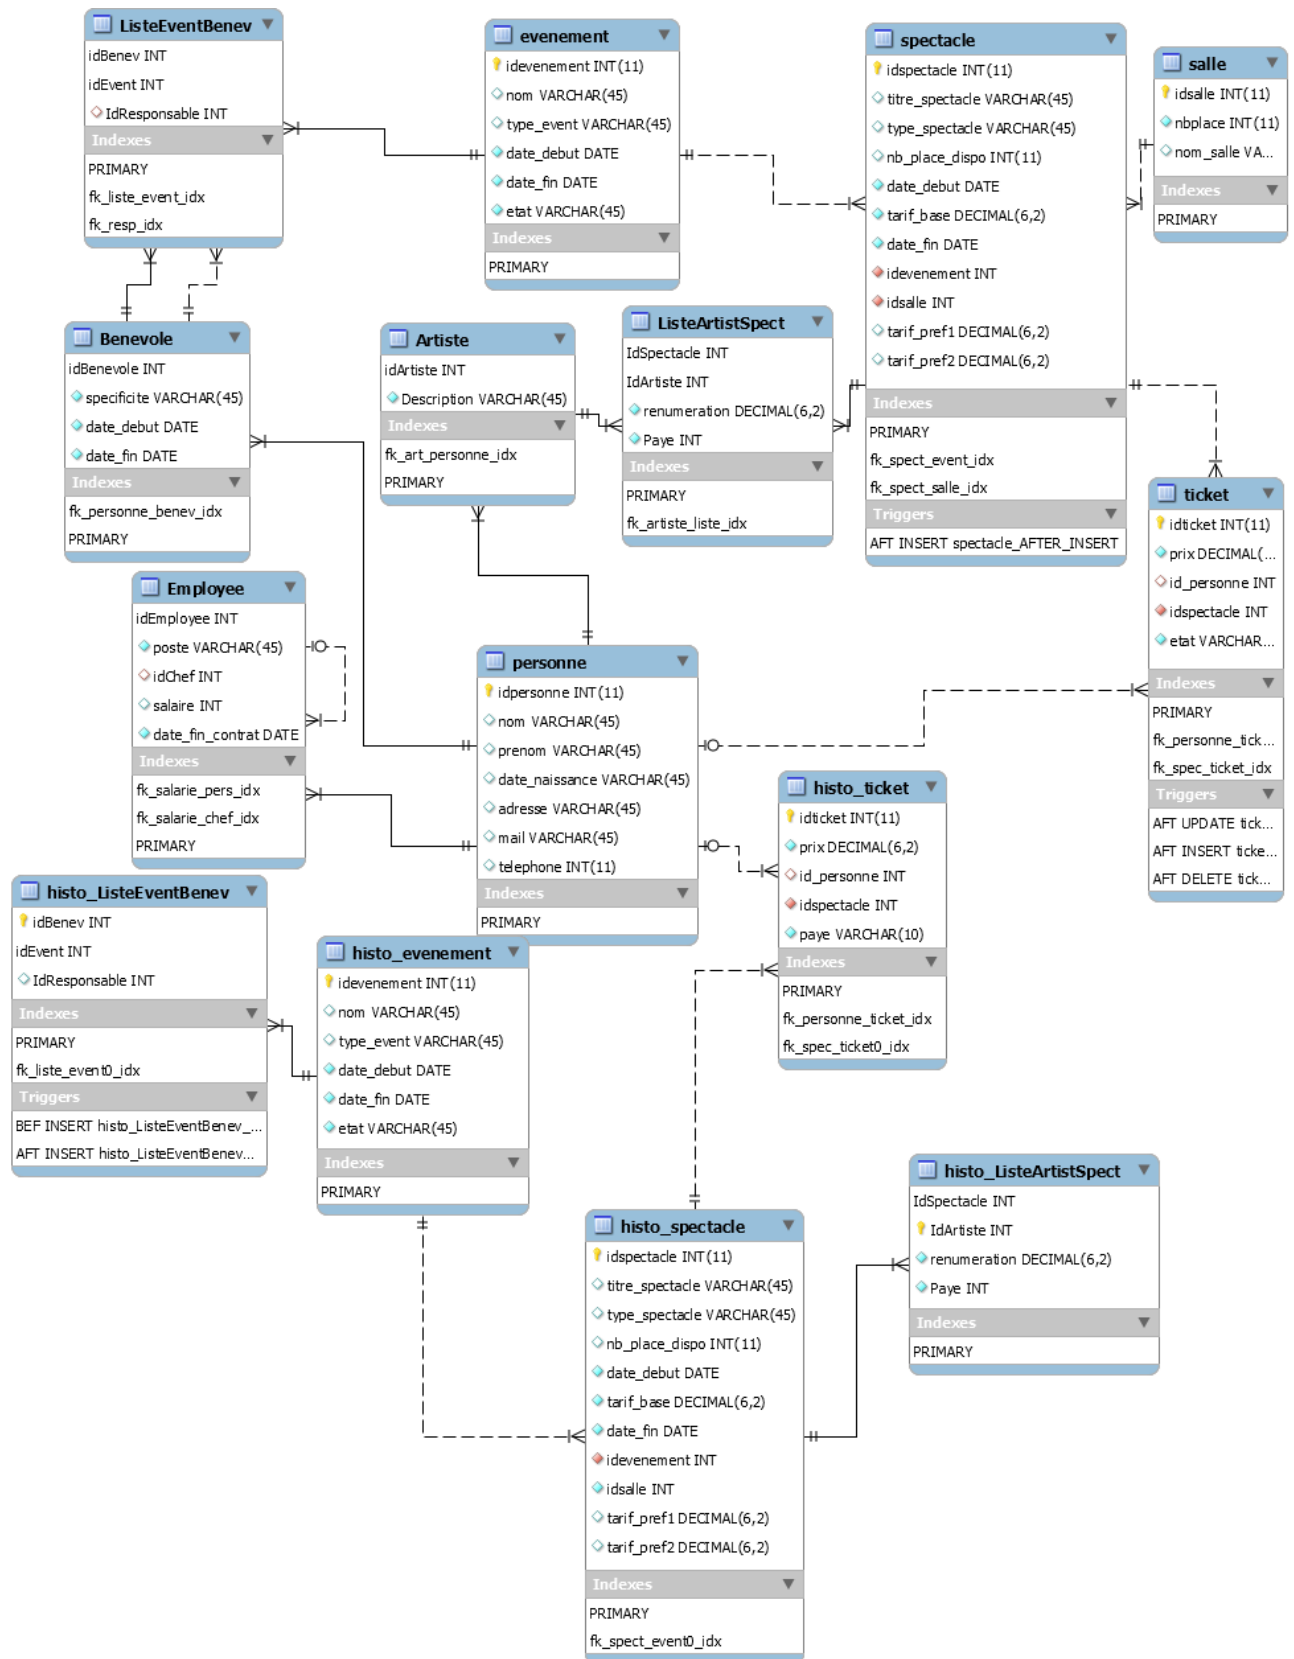 ListeEventBenev
idBenev INT
idEvent INT
IdResponsable INT
Indexes
PRIMARY
fk_liste_event_idx
fk_resp_idx
evenement
idevenement INT(11)
nom VARCHAR(45)
type_event VARCHAR(45)
date_debut DATE
date_fin DATE
etat VARCHAR(45)
Indexes
PRIMARY
spectacle
idspectacle INT(11)
titre_spectacle VARCHAR(45)
type_spectacle VARCHAR(45)
nb_place_dispo INT(11)
date_debut DATE
tarif_base DECIMAL(6,2)
date_fin DATE
idevenement INT
idsalle INT
tarif_pref1 DECIMAL(6,2)
tarif_pref2 DECIMAL(6,2)
Indexes
PRIMARY
fk_spect_event_idx
fk_spect_salle_idx
Triggers
AFT INSERT spectacle_AFTER_INSERT
salle
idsalle INT(11)
nbplace INT(11)
nom_salle VA...
Indexes
PRIMARY
Benevole
idBenevole INT
specificite VARCHAR(45)
date_debut DATE
date_fin DATE
Indexes
fk_personne_benev_idx
PRIMARY
Artiste
idArtiste INT
Description VARCHAR(45)
Indexes
fk_art_personne_idx
PRIMARY
ListeArtistSpect
IdSpectacle INT
IdArtiste INT
renumeration DECIMAL(6,2)
Paye INT
Indexes
PRIMARY
fk_artiste_liste_idx
ticket
idticket INT(11)
prix DECIMAL(...
id_personne INT
idspectacle INT
etat VARCHAR...
Indexes
PRIMARY
fk_personne_tick...
fk_spec_ticket_idx
Triggers
AFT UPDATE tick...
AFT INSERT ticke...
AFT DELETE tick...
Employee
idEmployee INT
poste VARCHAR(45)
idChef INT
salaire INT
date_fin_contrat DATE
Indexes
fk_salarie_pers_idx
fk_salarie_chef_idx
PRIMARY
personne
idpersonne INT(11)
nom VARCHAR(45)
prenom VARCHAR(45)
date_naissance VARCHAR(45)
adresse VARCHAR(45)
mail VARCHAR(45)
telephone INT(11)
Indexes
PRIMARY
histo_ticket
idticket INT(11)
prix DECIMAL(6,2)
id_personne INT
idspectacle INT
paye VARCHAR(10)
Indexes
PRIMARY
fk_personne_ticket_idx
fk_spec_ticket0_idx
histo_ListeEventBenev
idBenev INT
idEvent INT
IdResponsable INT
Indexes
PRIMARY
fk_liste_event0_idx
Triggers
BEF INSERT histo_ListeEventBenev_...
AFT INSERT histo_ListeEventBenev...
histo_evenement
idevenement INT(11)
nom VARCHAR(45)
type_event VARCHAR(45)
date_debut DATE
date_fin DATE
etat VARCHAR(45)
Indexes
PRIMARY
histo_spectacle
idspectacle INT(11)
titre_spectacle VARCHAR(45)
type_spectacle VARCHAR(45)
nb_place_dispo INT(11)
date_debut DATE
tarif_base DECIMAL(6,2)
date_fin DATE
idevenement INT
idsalle INT
tarif_pref1 DECIMAL(6,2)
tarif_pref2 DECIMAL(6,2)
Indexes
PRIMARY
fk_spect_event0_idx
histo_ListeArtistSpect
IdSpectacle INT
IdArtiste INT
renumeration DECIMAL(6,2)
Paye INT
Indexes
PRIMARY